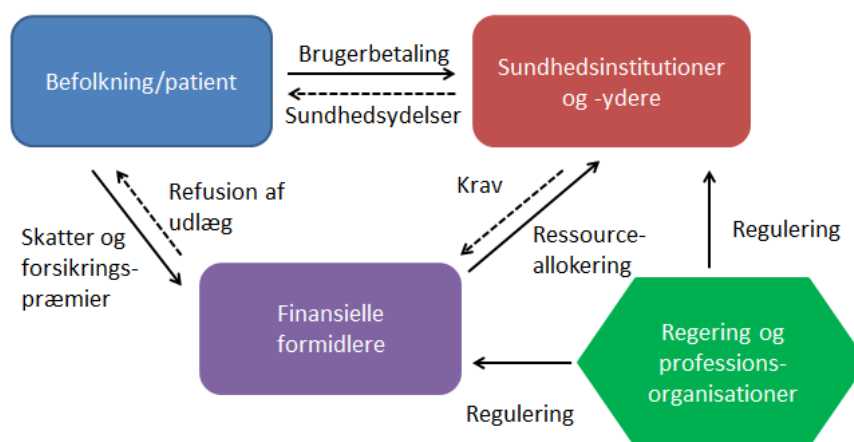 Befolkning/patient
Brugerbetaling
Sundhedsydelser
Sundhedsinstitutioner
og -ydere
Skatter og
forsikrings-
præmier
Refusion af
udlæg
Krav
Ressource-
allokering
Regulering
Finansielle
formidlere
Regulering
Regering og
professions-
organisationer